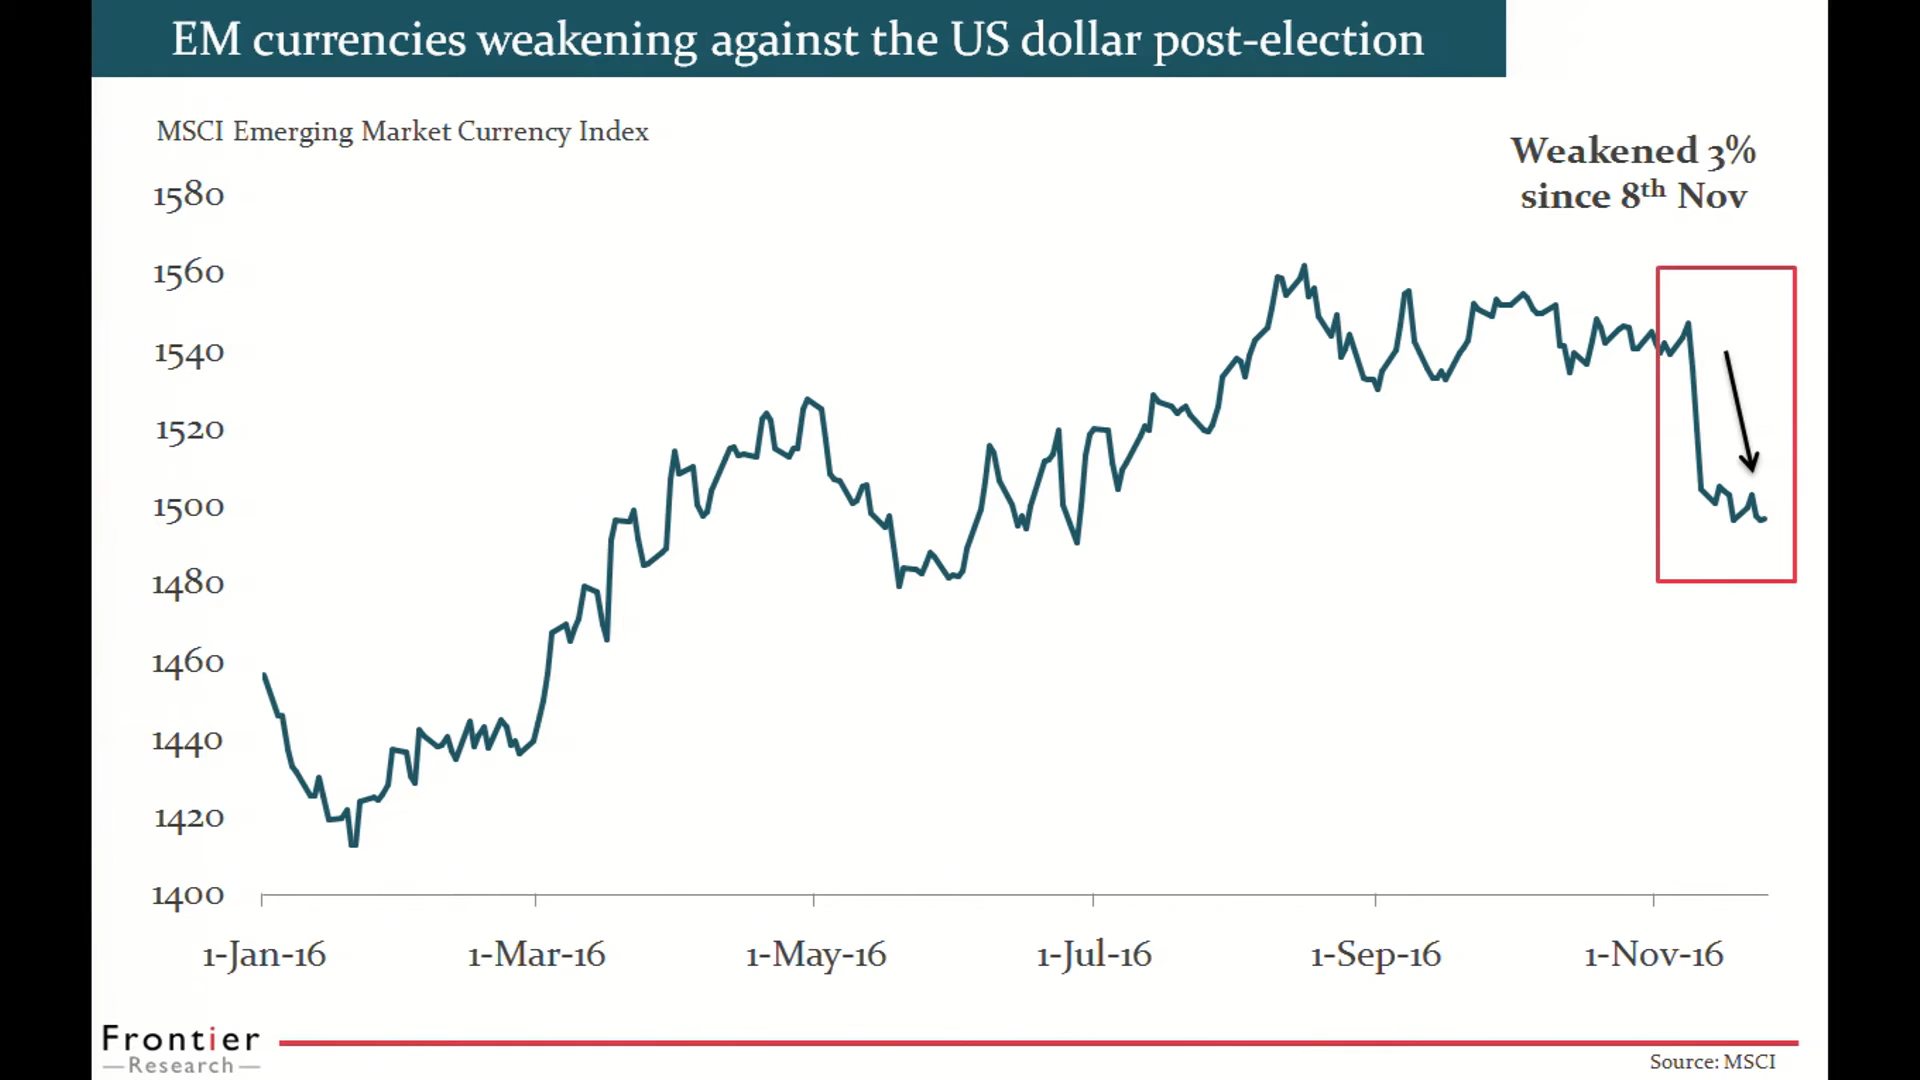 EM currencies weakening against the US dollar post-election
MSCI Emerging Market Currency Index
Weakened 3%
since 8th Nov
1580
1560
1540
1520
1500
1480
1460
1440
1420
1400
1-Jan-16
1-Mar-16
1-May-16
1-Jul-16
1-Sep-16
1-Nov-16
Frontier
Research
Source: MSCI